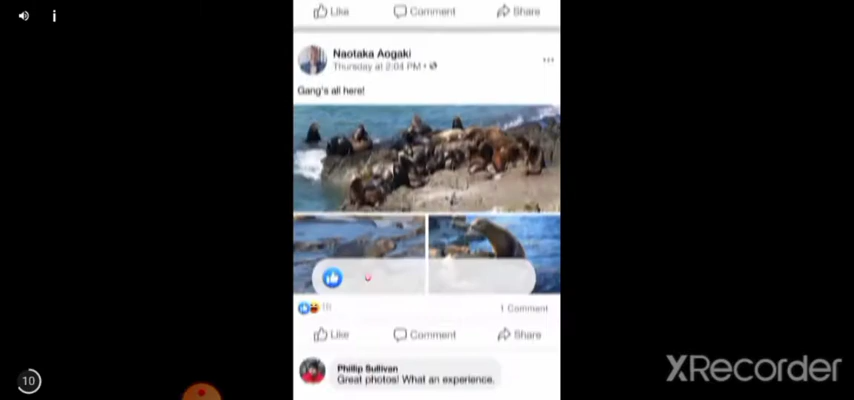 Like Comment Share
Naotaka Aogaki
Thursday at 2:04 PM
Gang's all here!
1 Comment
Like Comment Share
Phillip Sullivan
Great photos! What an experience.
10
XRecorder